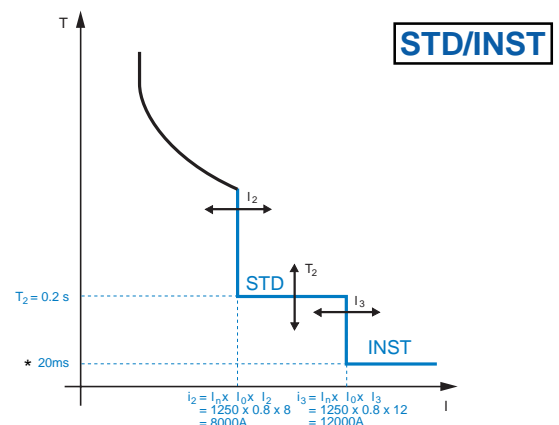 T
STD/INST
I2
STD
T2
T2 = 0.2 s
I3
INST
* 20ms
I
i2 = In x I0 x I2
= 1250 x 0.8 x 8
= 8000A
i3 = In x I0 x I3
= 1250 x 0.8 x 12
= 12000A